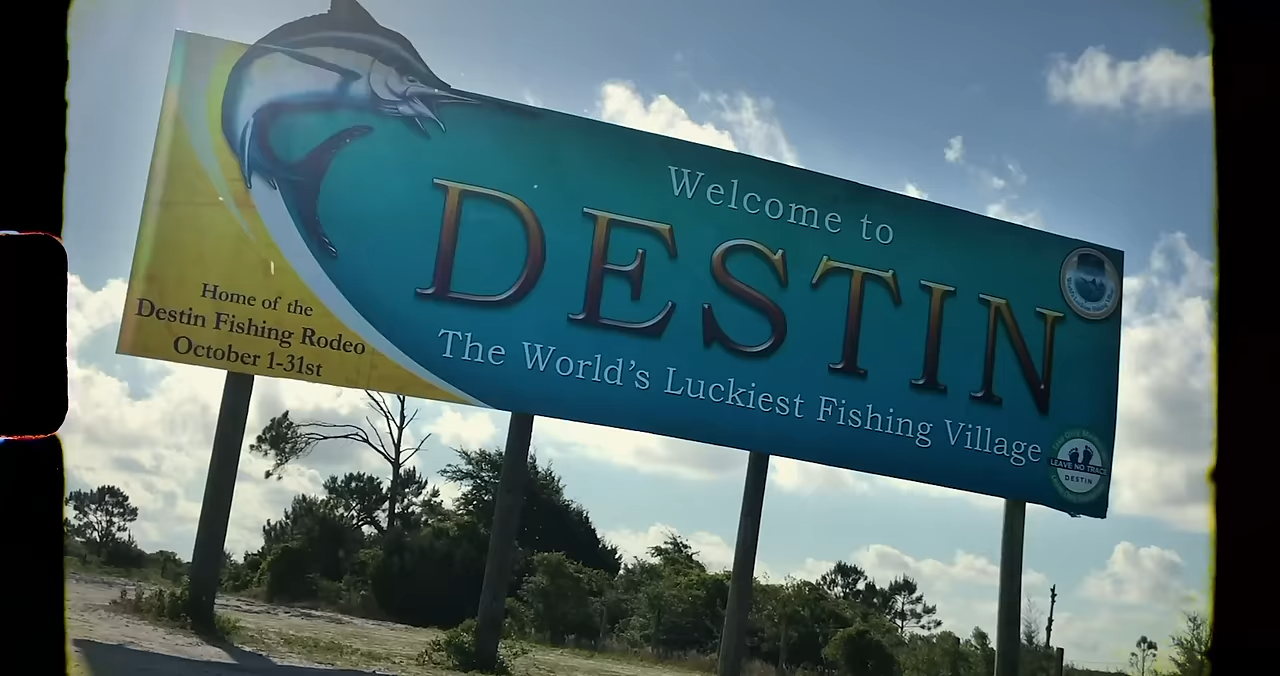 Welcome to
DESTIN
The World's Luckiest Fishing Village
Home of the
Destin Fishing Rodeo
October 1-31st
LEAVE NO TRACE
DESTIN